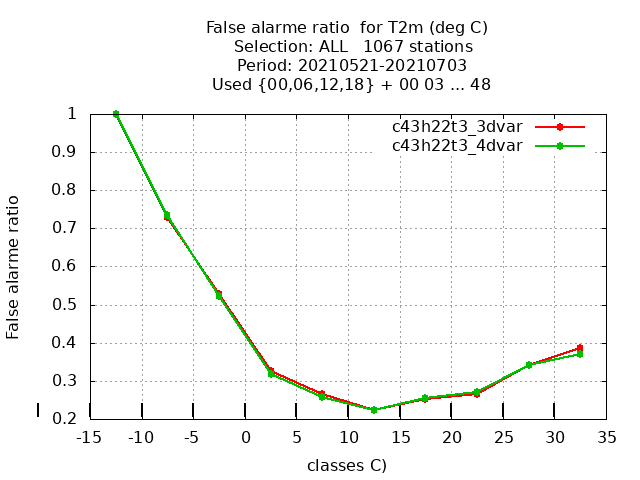 False alarme ratio  for T2m (deg C)
Selection: ALL   1067 stations
Period: 20210521-20210703
Used {00,06,12,18} + 00 03 ... 48
c43h22t3_3dvar
c43h22t3_4dvar
1
0.9
0.8
0.7
0.6
0.5
0.4
0.3
0.2
False alarme ratio
-15 -10 -5 0 5 10 15 20 25 30 35
classes C)